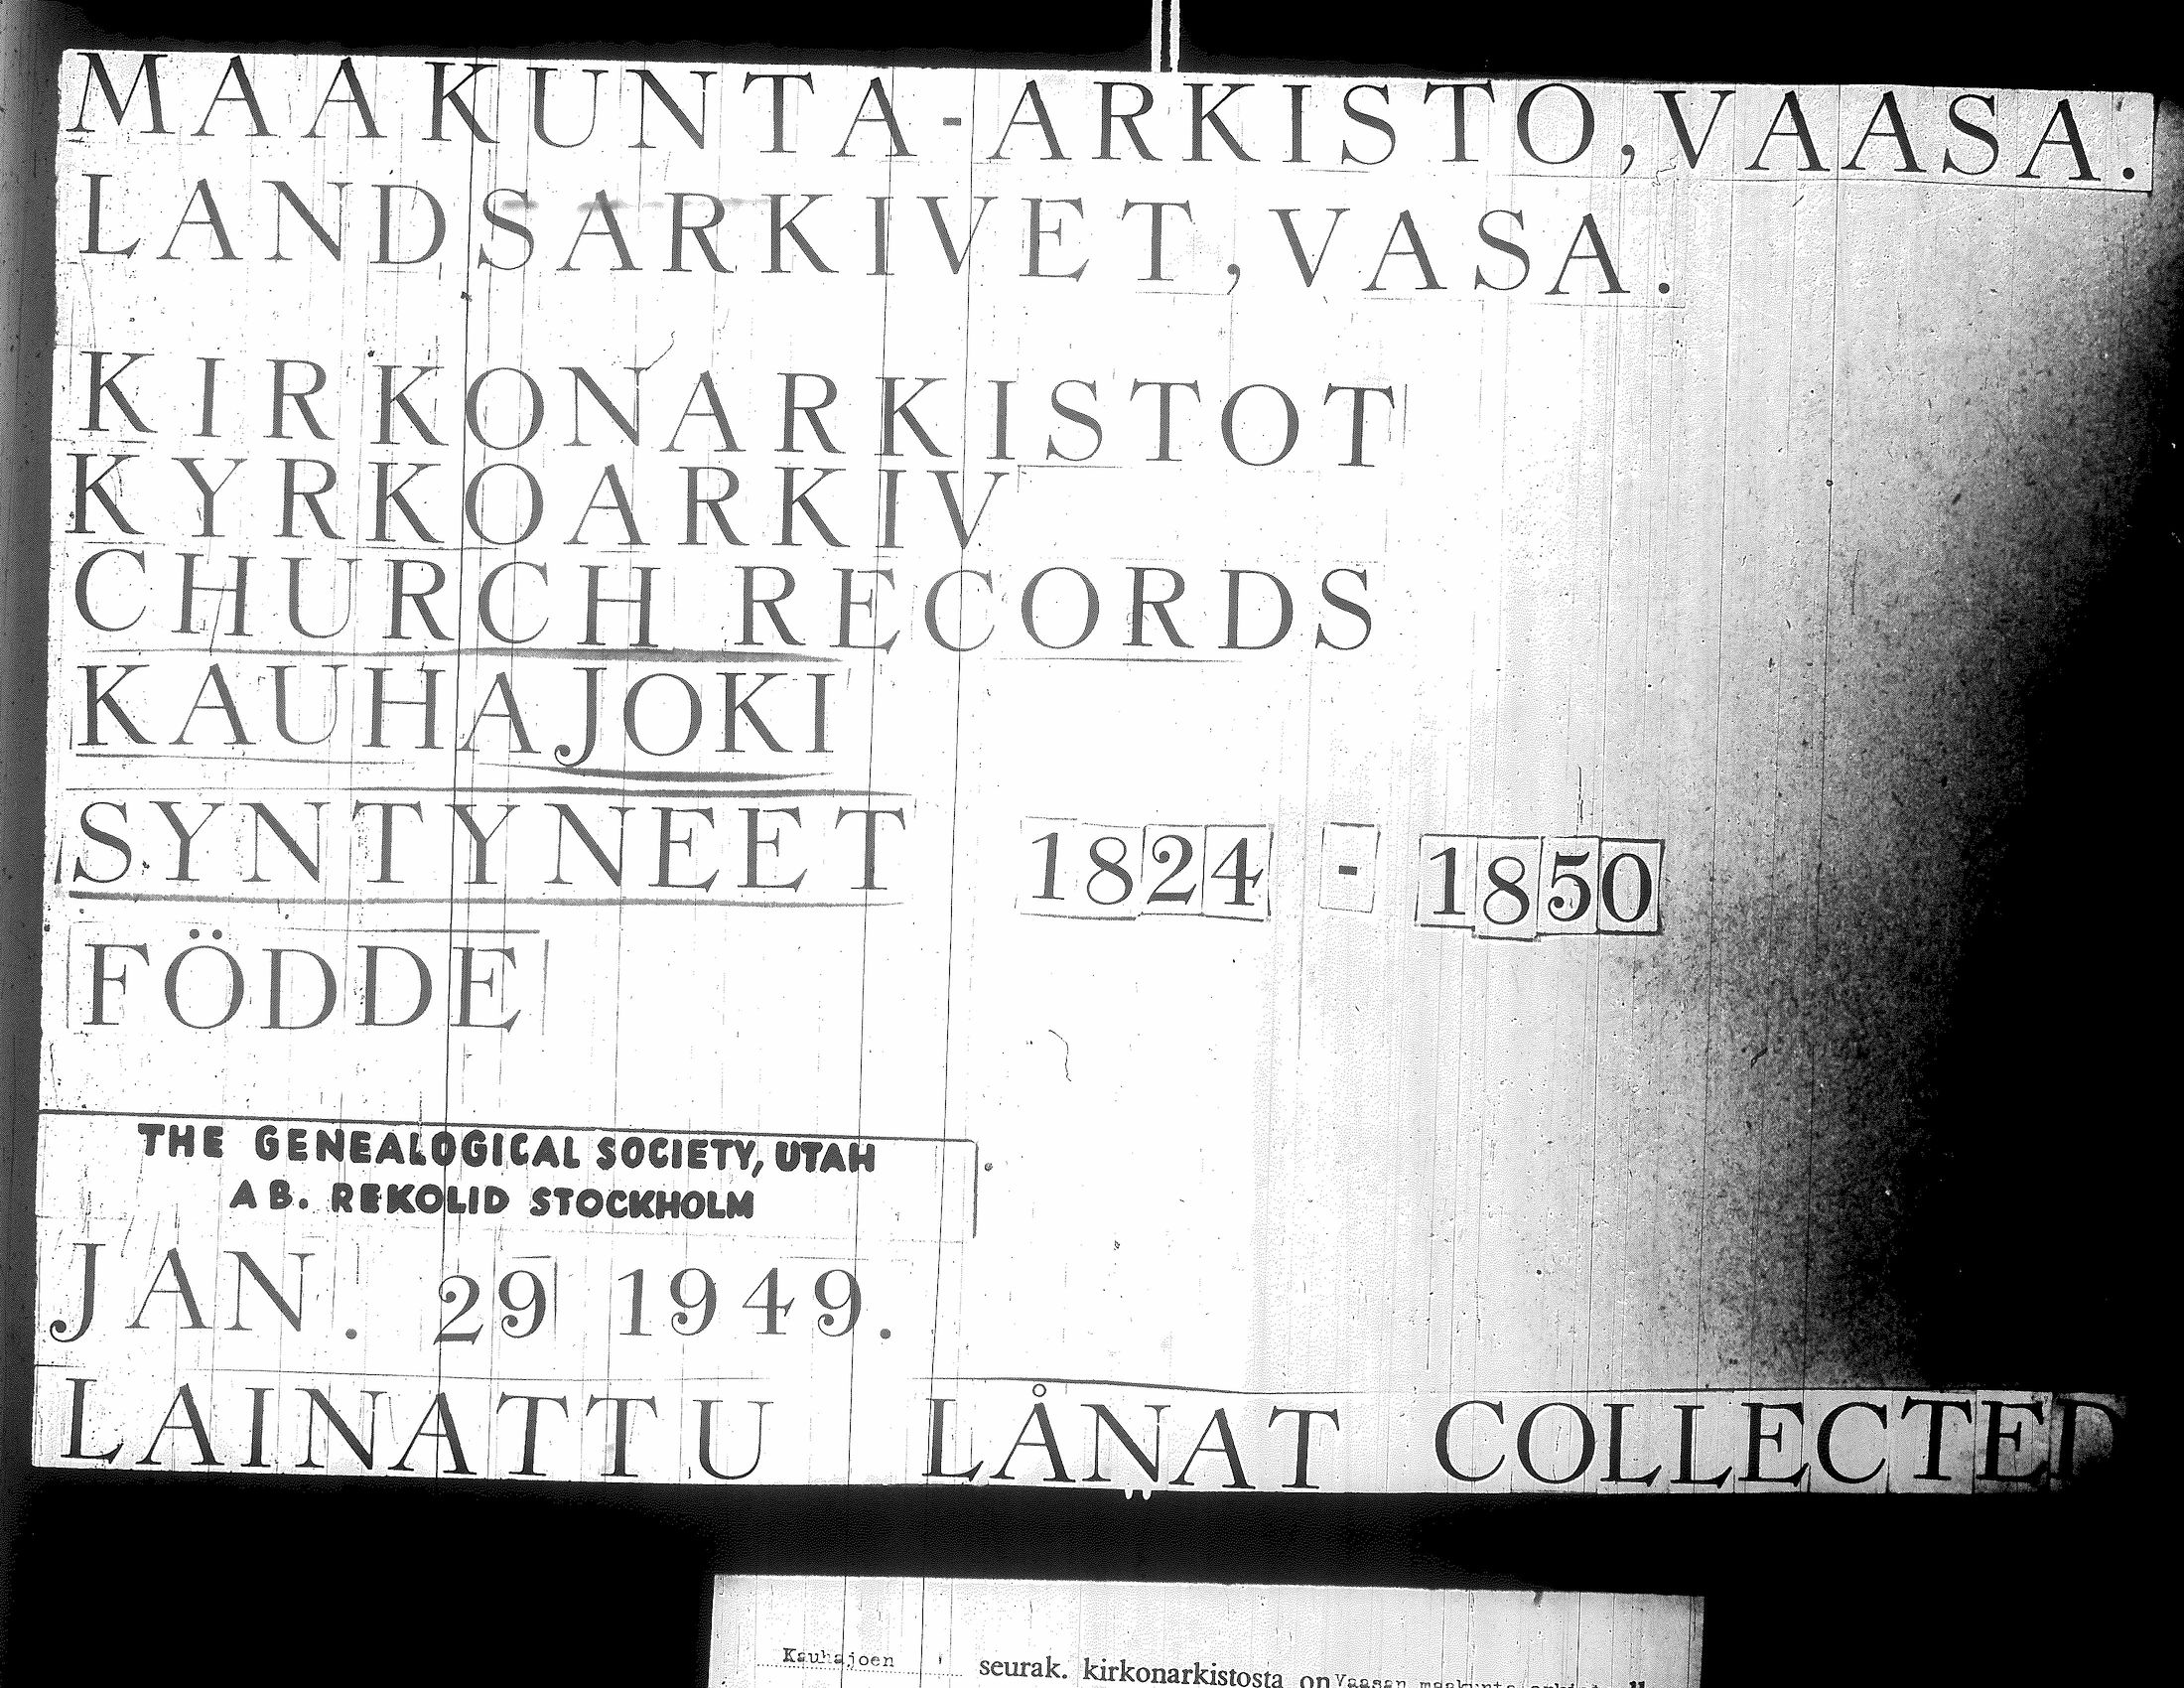 MAAKUNTA-ARKISTO, VAASA.
LANDSARKIVET, VASA.
KIRKONARKISTOT
KYRKOARKIV
CHURCH RECORDS
KAUHAJOKI
SYNTYNEET 1824 - 1850
FÖDDE
THE GENEALOGICAL SOCIETY, UTAH
AB. REKOLID STOCKHOLM
JAN. 29 1949.
LAINATTU LÅNAT COLLECTED
Kauhajoen seurak. kirkonarkistosta on Vaasan